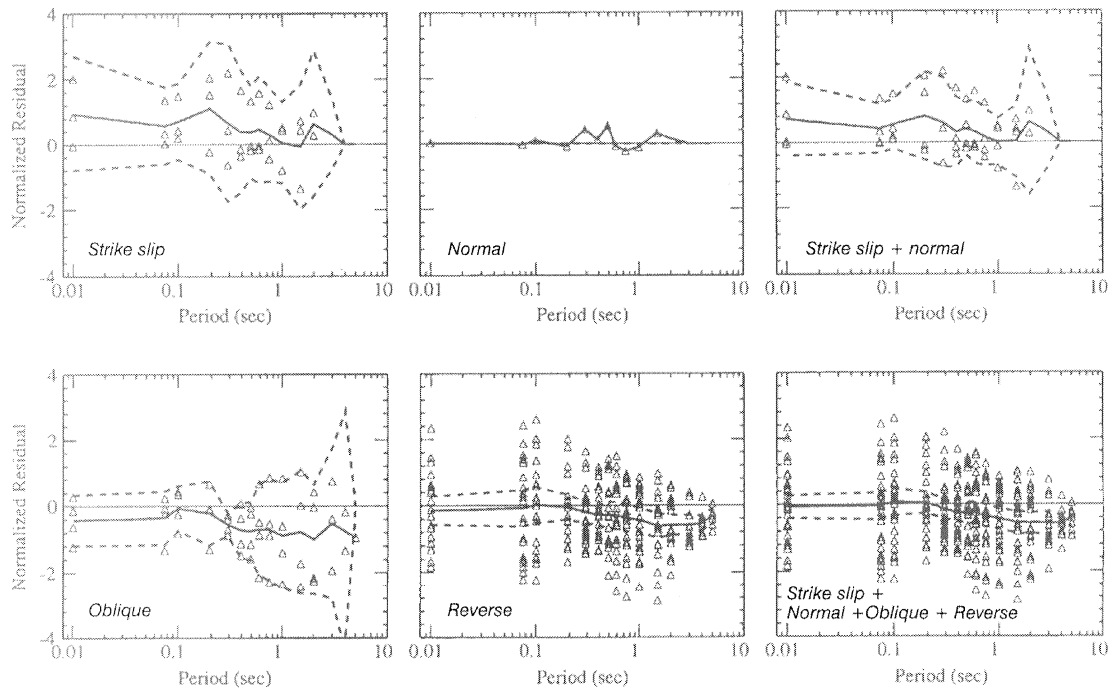 4
2
0
-2
-4
Normalized Residual
Strike slip
0.01
0.1
1
10
Period (sec)
Normal
0.01
0.1
1
10
Period (sec)
Strike slip + normal
0.01
0.1
1
10
Period (sec)
4
2
0
-2
-4
Normalized Residual
Oblique
0.01
0.1
1
10
Period (sec)
Reverse
0.01
0.1
1
10
Period (sec)
Strike slip +
Normal +Oblique + Reverse
0.01
0.1
1
10
Period (sec)